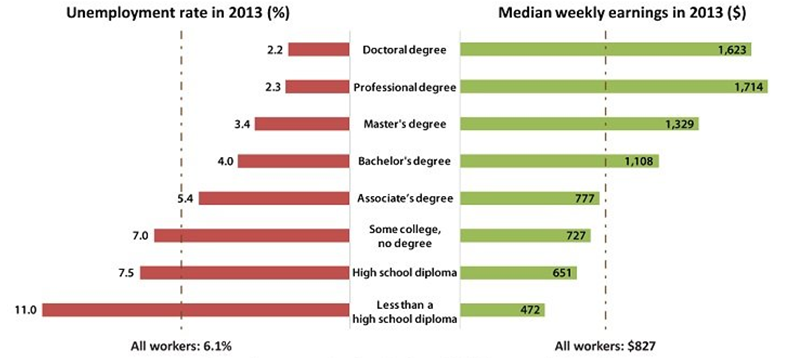 Unemployment rate in 2013 (%)
Median weekly earnings in 2013 ($)
2.2 Doctoral degree 1,623
2.3 Professional degree 1,714
3.4 Master's degree 1,329
4.0 Bachelor's degree 1,108
5.4 Associate's degree 777
Some college,
7.0 no degree 727
7.5 High school diploma 651
Less than a
11.0 high school diploma 472
All workers: 6.1%
All workers: $827